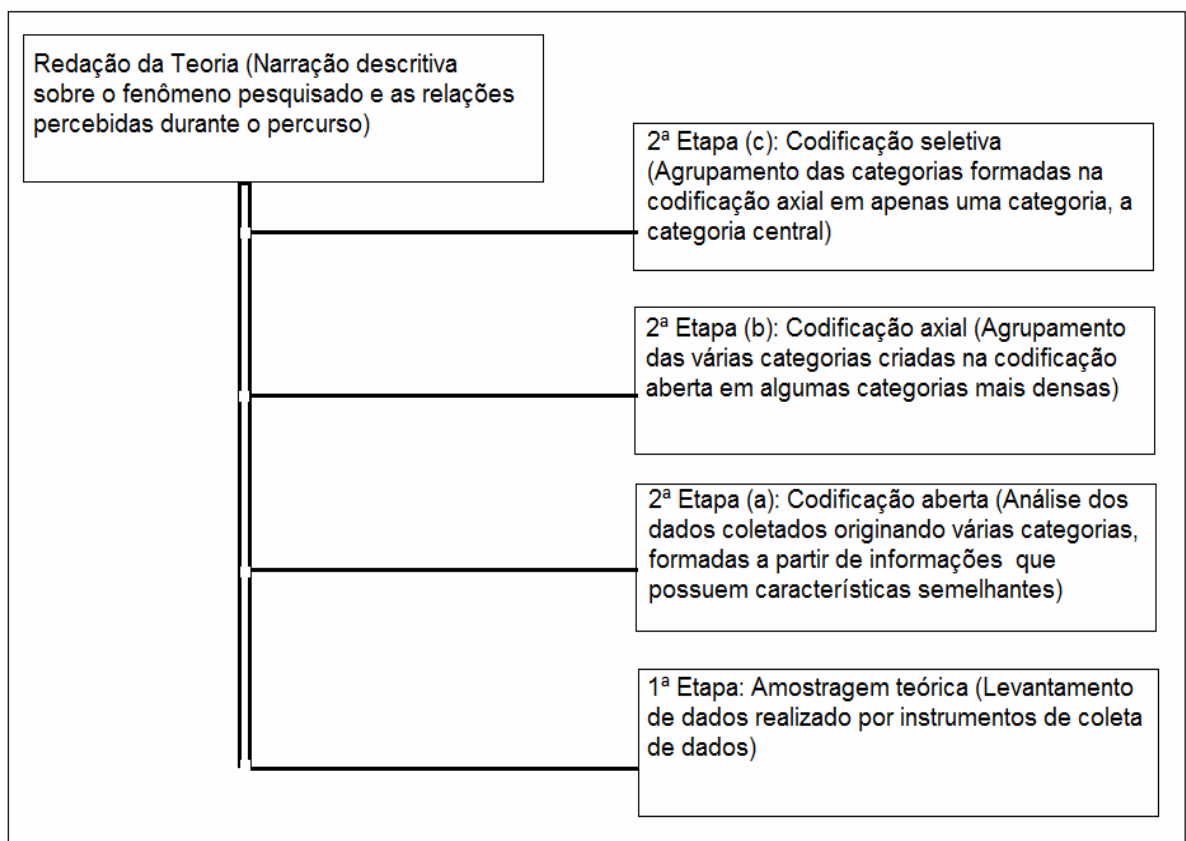 Redação da Teoria (Narração descritiva
sobre o fenômeno pesquisado e as relações
percebidas durante o percurso)
2ª Etapa (c): Codificação seletiva
(Agrupamento das categorias formadas na
codificação axial em apenas uma categoria, a
categoria central)
2ª Etapa (b): Codificação axial (Agrupamento
das várias categorias criadas na codificação
aberta em algumas categorias mais densas)
2ª Etapa (a): Codificação aberta (Análise dos
dados coletados originando várias categorias,
formadas a partir de informações que
possuem características semelhantes)
1ª Etapa: Amostragem teórica (Levantamento
de dados realizado por instrumentos de coleta
de dados)